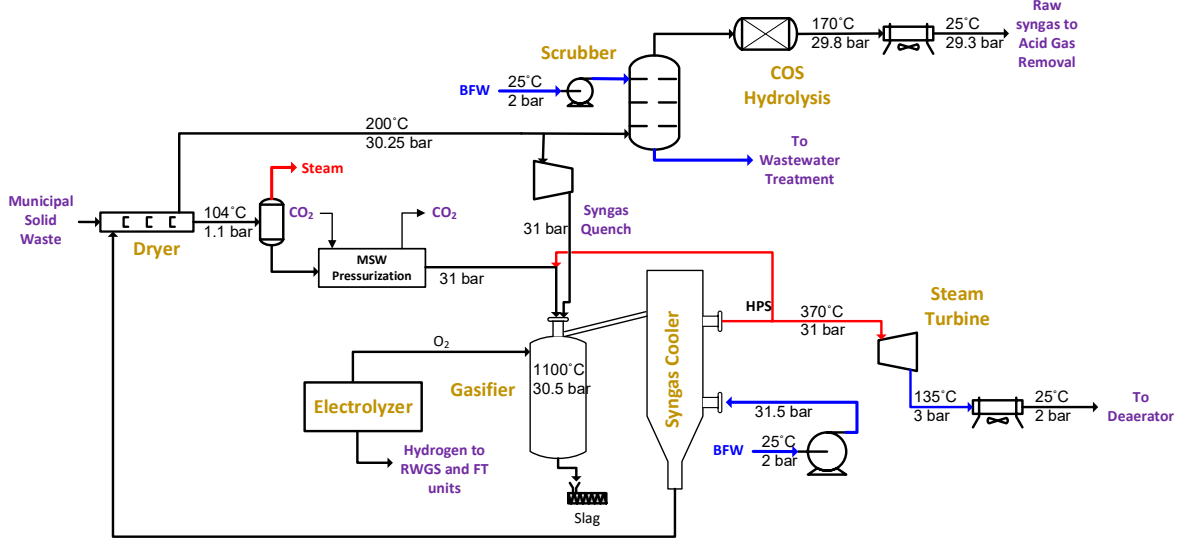 Raw
syngas to
Acid Gas
Removal
170˚C
29.8 bar
25˚C
29.3 bar
Scrubber
COS
Hydrolysis
BFW
25˚C
2 bar
200˚C
30.25 bar
To
Wastewater
Treatment
Steam
Municipal
Solid
Waste
104˚C
1.1 bar
Dryer
CO2
CO2
MSW
Pressurization
31 bar
Syngas
Quench
31 bar
HPS
370˚C
31 bar
Steam
Turbine
O2
Electrolyzer
Gasifier
1100˚C
30.5 bar
Syngas Cooler
31.5 bar
BFW
25˚C
2 bar
135˚C
3 bar
25˚C
2 bar
To
Deaerator
Hydrogen to
RWGS and FT
units
Slag